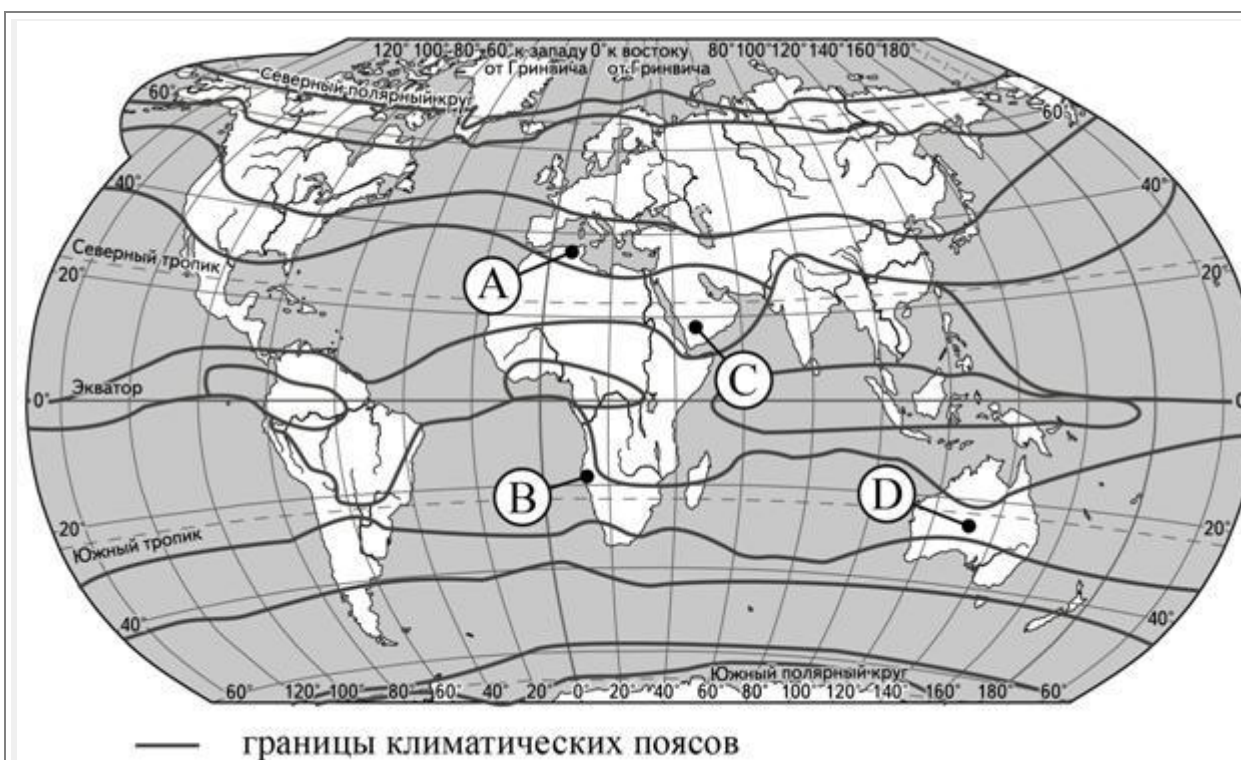 120° 100° 80° 60° к западу 0° к востоку 80° 100° 120° 140° 160° 180°
от Гринвича от Гринвича
Северный полярный круг
60°
60°
40°
40°
Северный тропик
20°
20°
A
C
Экватор
0°
0
B
D
20°
20°
Южный тропик
40°
40°
Южный полярный круг
60° 120° 100° 80° 60° 40° 20° 0° 20° 40° 60° 80° 100° 120° 140° 160° 180° 60°
границы климатических поясов